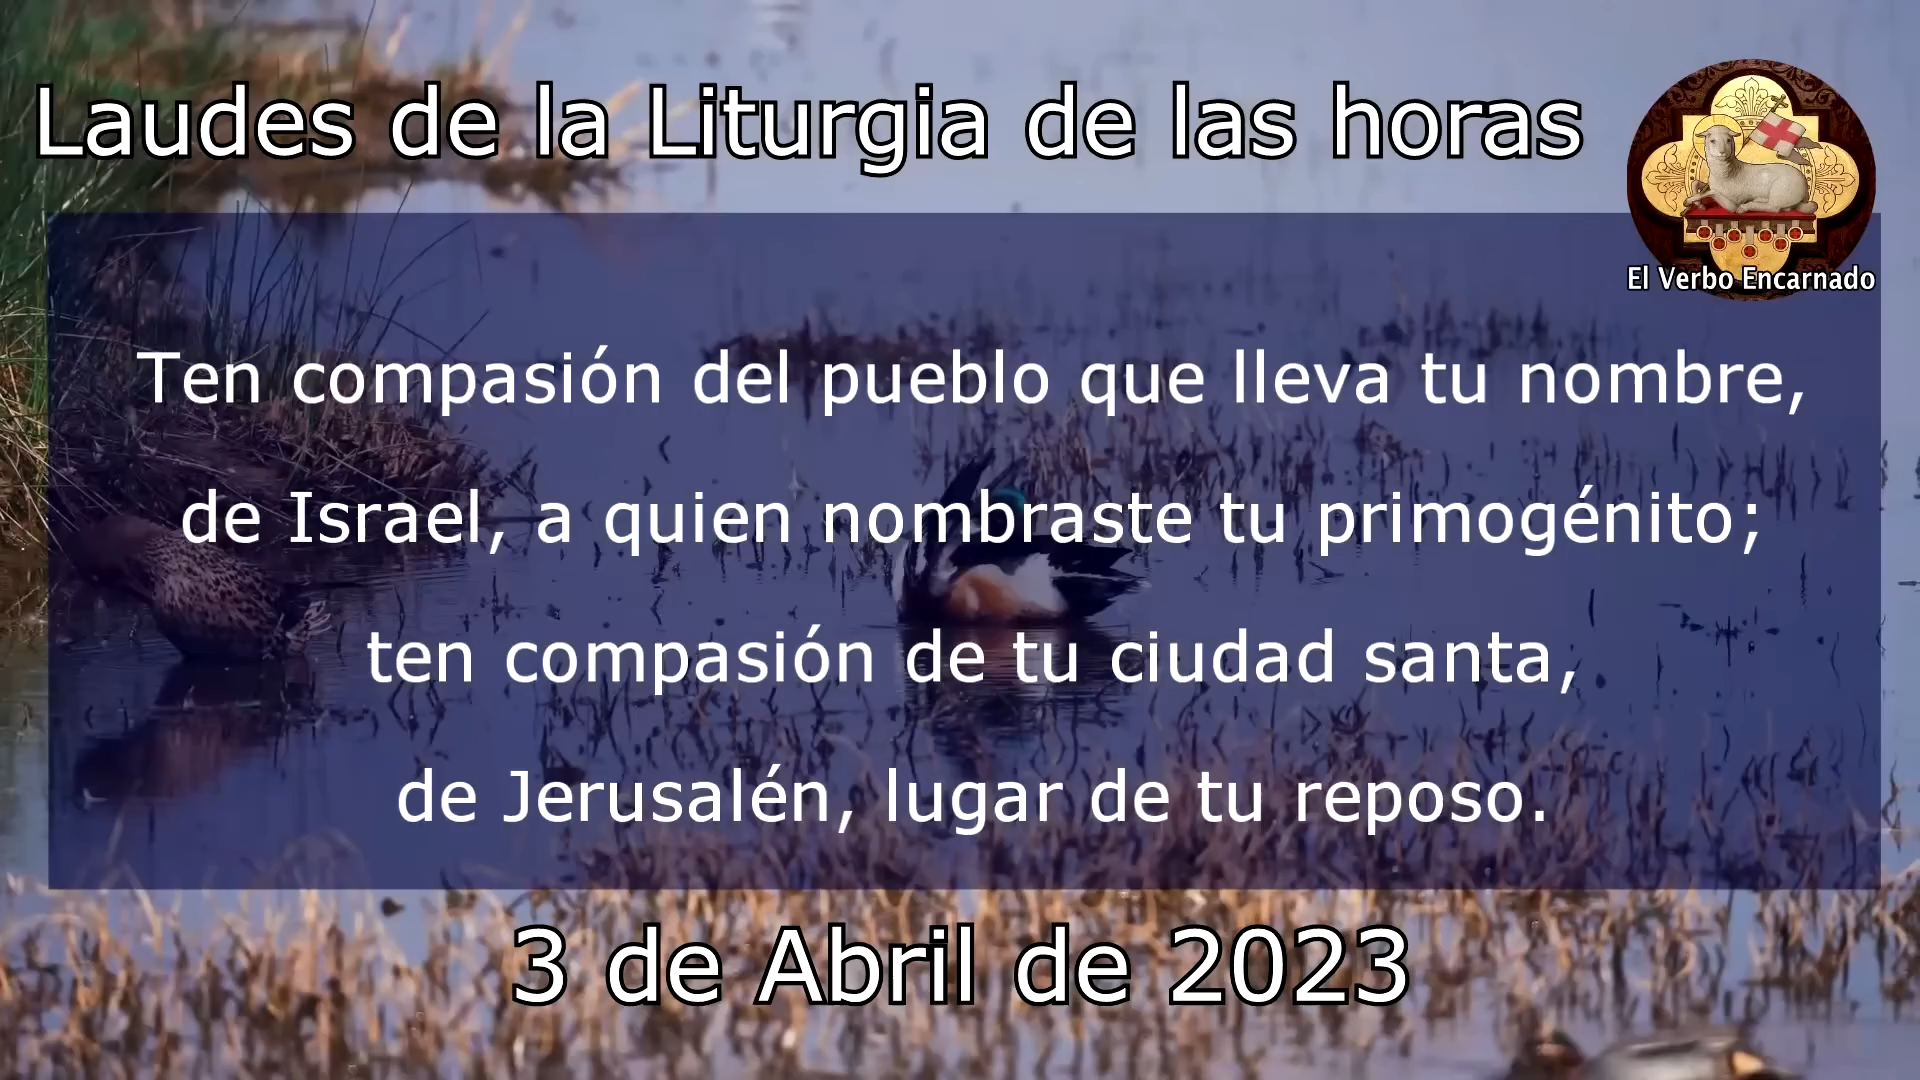 Laudes de la Liturgia de las horas
El Verbo Encarnado
Ten compasión del pueblo que lleva tu nombre,
de Israel, a quien nombraste tu primogénito;
ten compasión de tu ciudad santa,
de Jerusalén, lugar de tu reposo.
3 de Abril de 2023